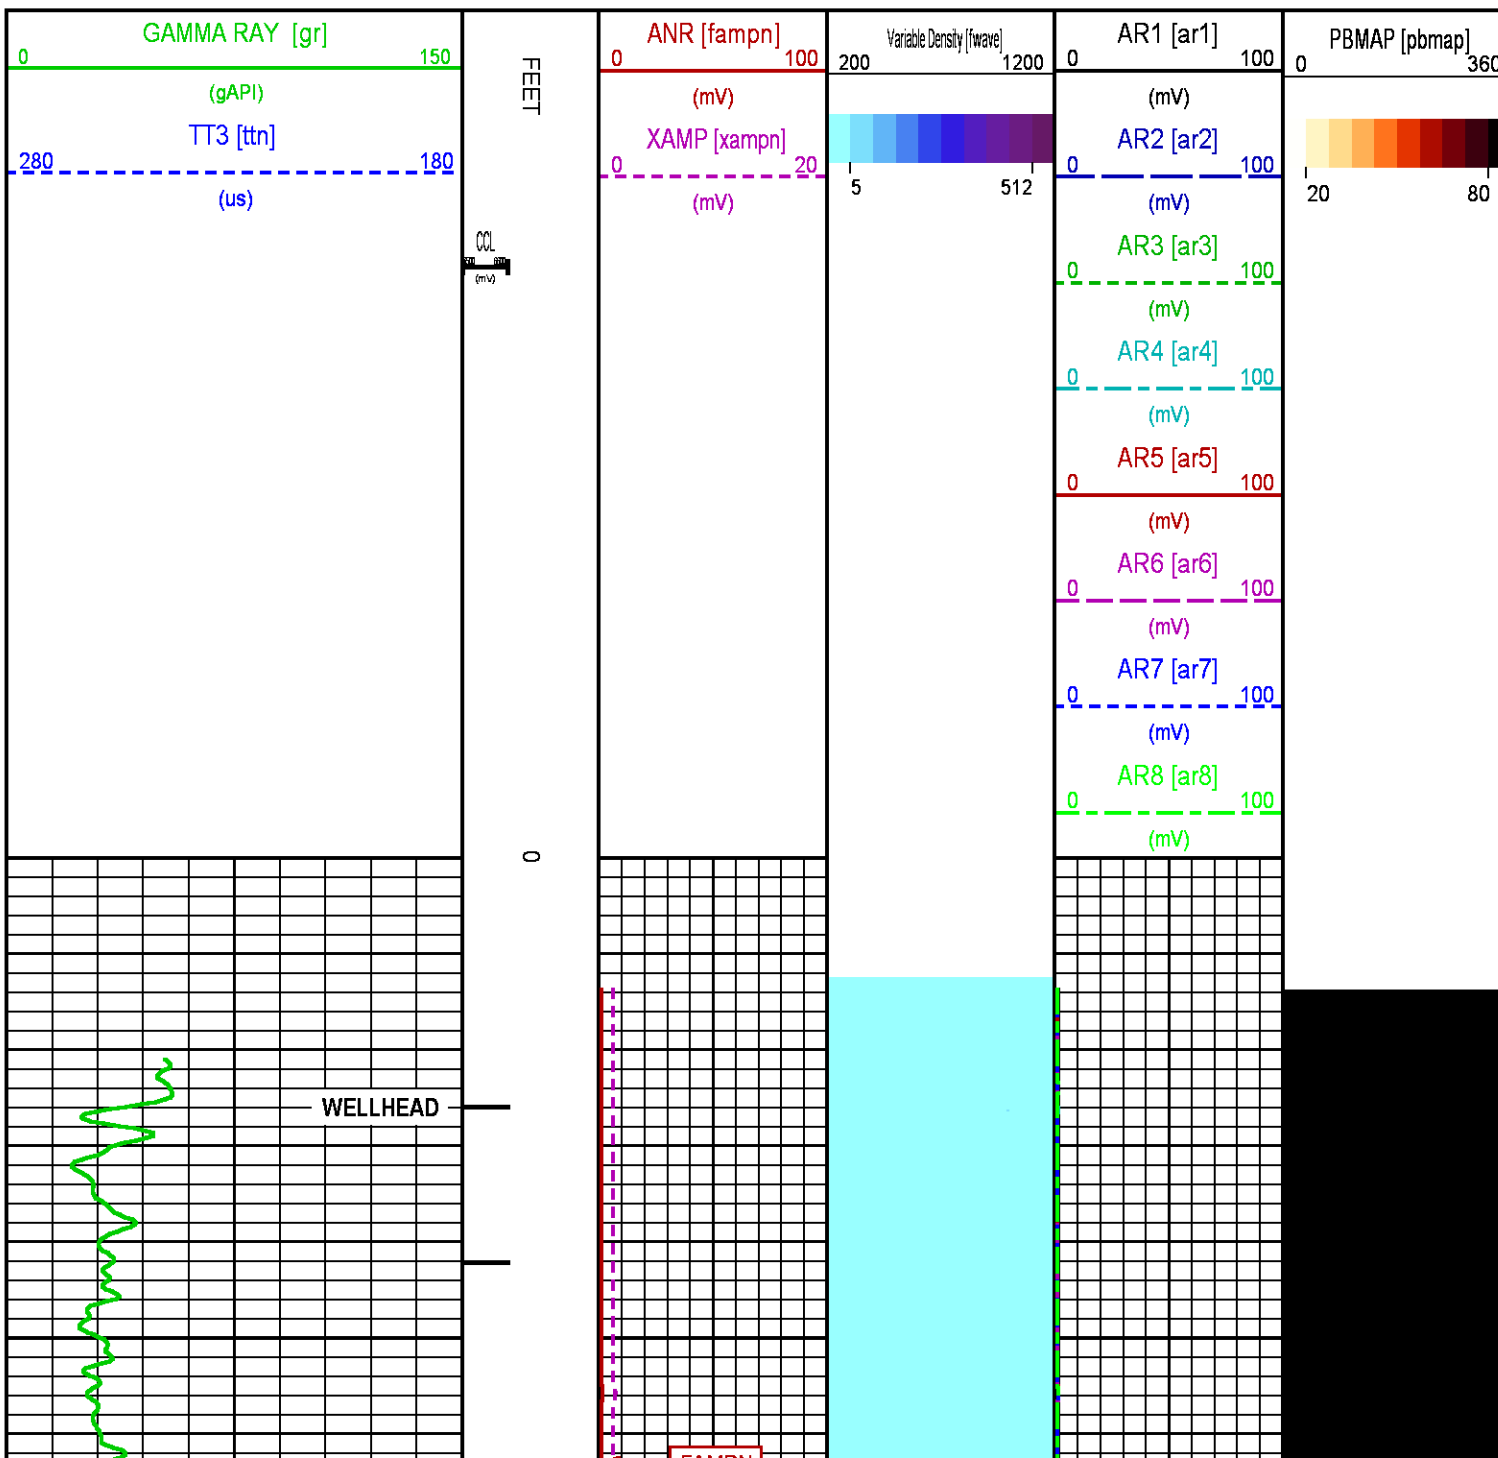 GAMMA RAY [gr]
0 150
(gAPI)
TT3 [ttn]
280 180
(us)
CCL
(mV)
FEET
0
ANR [fampn]
0 100
(mV)
XAMP [xampn]
0 20
(mV)
Variable Density [fwave]
200 1200
5 512
AR1 [ar1]
0 100
(mV)
AR2 [ar2]
0 100
(mV)
AR3 [ar3]
0 100
(mV)
AR4 [ar4]
0 100
(mV)
AR5 [ar5]
0 100
(mV)
AR6 [ar6]
0 100
(mV)
AR7 [ar7]
0 100
(mV)
AR8 [ar8]
0 100
(mV)
PBMAP [pbmap]
0 360
20 80
WELLHEAD
FAMPN